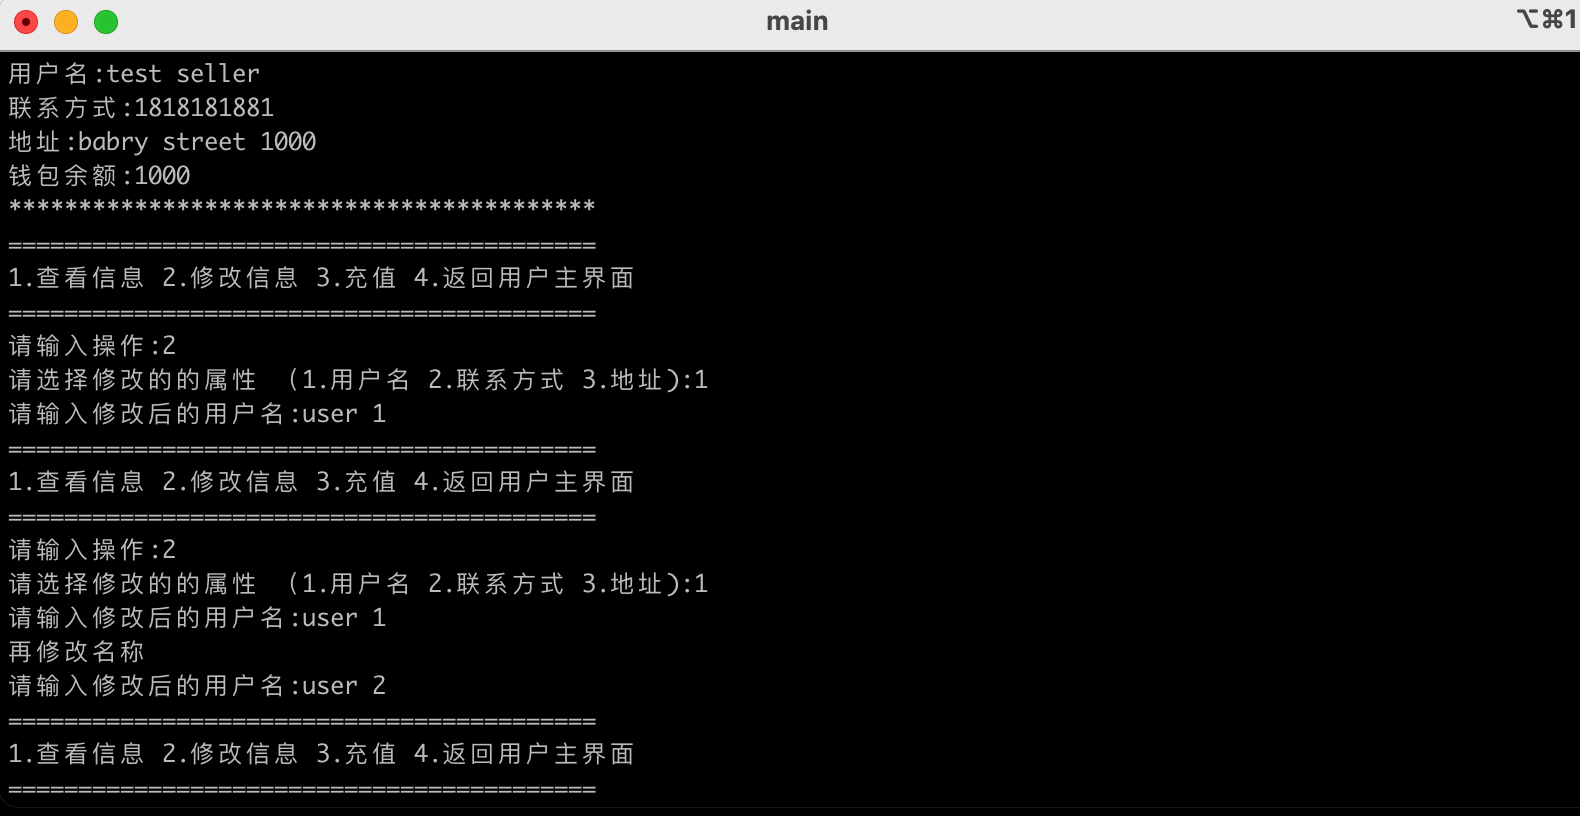 main
⌥⌘1
用户名:test seller
联系方式:1818181881
地址:babry street 1000
钱包余额:1000
******************************************
==========================================
1.查看信息 2.修改信息 3.充值 4.返回用户主界面
==========================================
请输入操作:2
请选择修改的的属性 (1.用户名 2.联系方式 3.地址):1
请输入修改后的用户名:user 1
==========================================
1.查看信息 2.修改信息 3.充值 4.返回用户主界面
==========================================
请输入操作:2
请选择修改的的属性 (1.用户名 2.联系方式 3.地址):1
请输入修改后的用户名:user 1
再修改名称
请输入修改后的用户名:user 2
==========================================
1.查看信息 2.修改信息 3.充值 4.返回用户主界面
==========================================